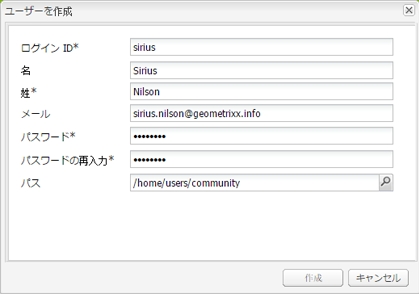 ユーザーを作成
ログイン ID* sirius
名 Sirius
姓* Nilson
メール sirius.nilson@geometrixx.info
パスワード* ••••••••
パスワードの再入力* ••••••••
パス /home/users/community
作成 キャンセル